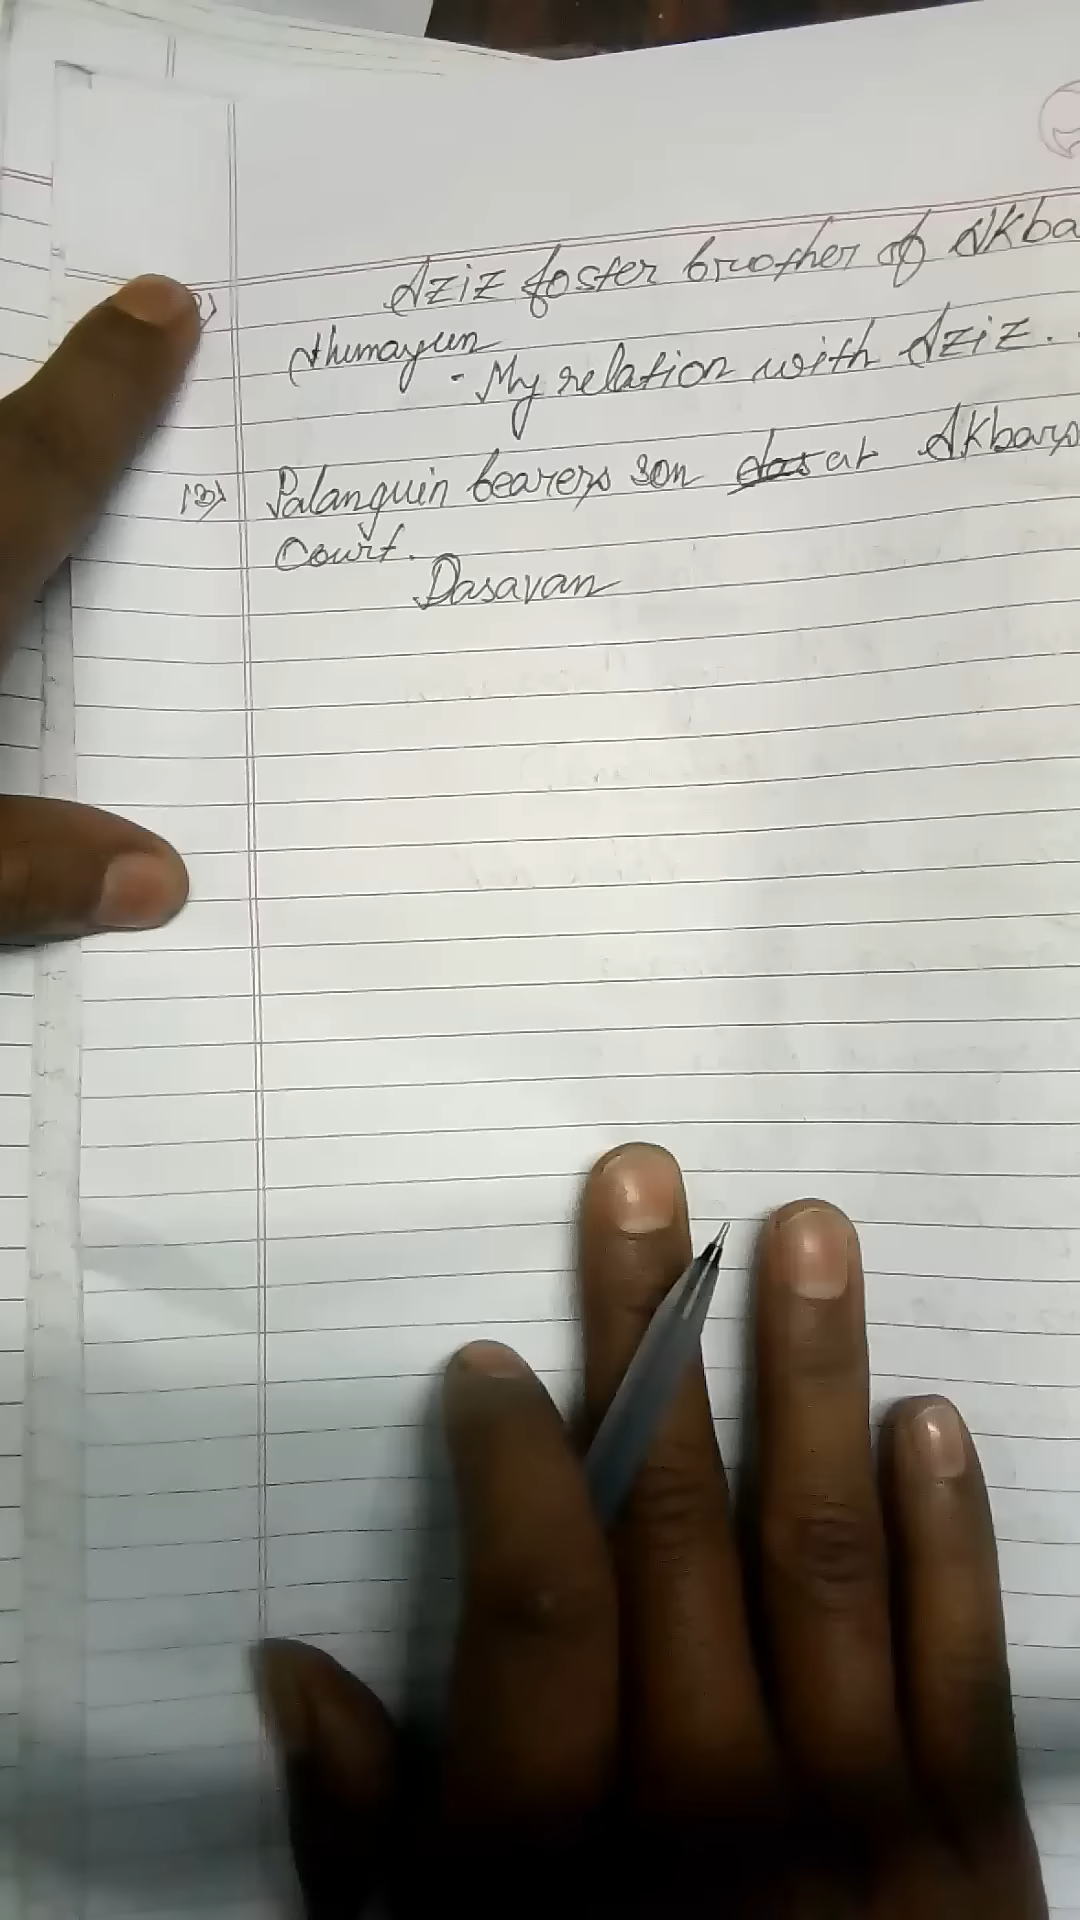 Aziz foster brother of Akba
Humayun
- My relation with Aziz.
13) Palanquin bearers son at Akbars
Court.
Dasavan